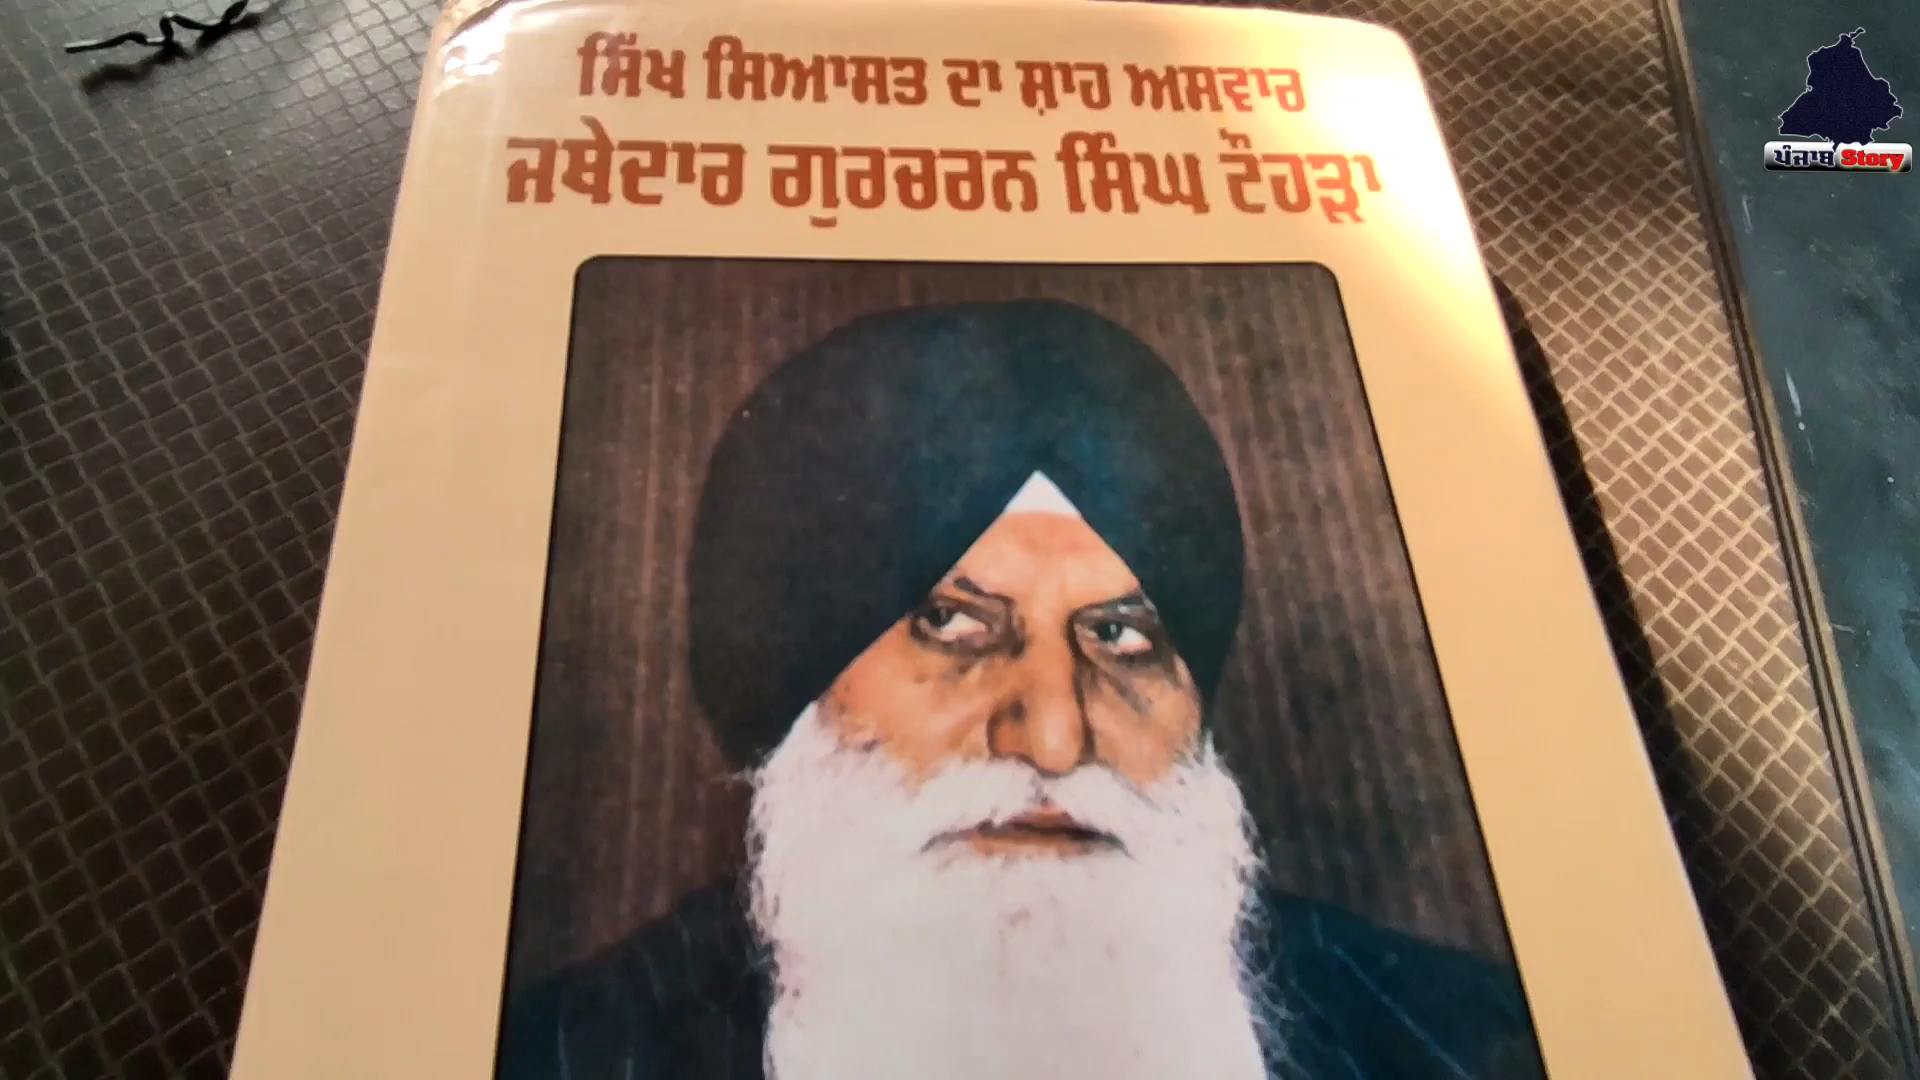 ਸਿੱਖ ਸਿਆਸਤ ਦਾ ਸ਼ਾਹ ਅਸਵਾਰ
ਜਥੇਦਾਰ ਗੁਰਚਰਨ ਸਿੰਘ ਟੌਹੜਾ
ਪੰਜਾਬ Story